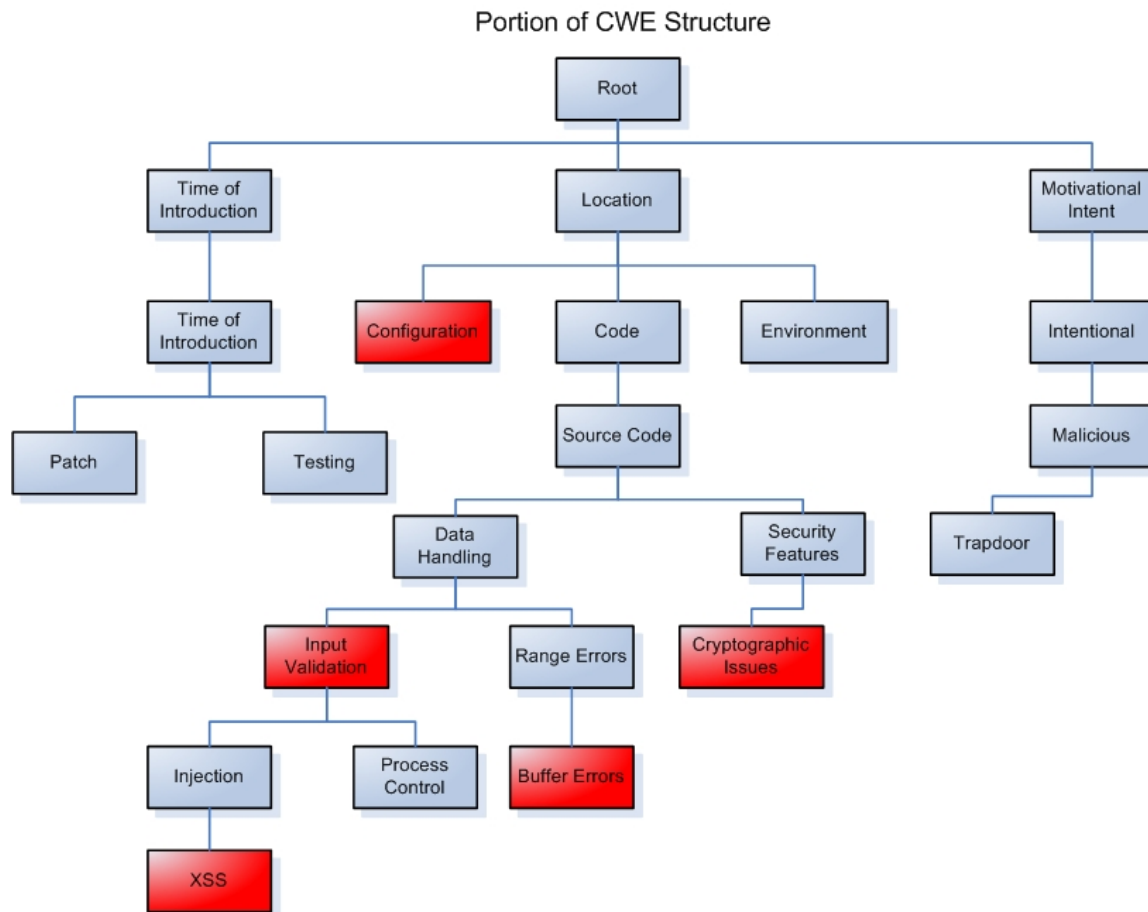 Portion of CWE Structure
Root
Time of
Introduction
Location
Motivational
Intent
Time of
Introduction
Configuration
Code
Environment
Intentional
Patch
Testing
Source Code
Malicious
Data
Handling
Security
Features
Trapdoor
Input
Validation
Range Errors
Cryptographic
Issues
Injection
Process
Control
Buffer Errors
XSS